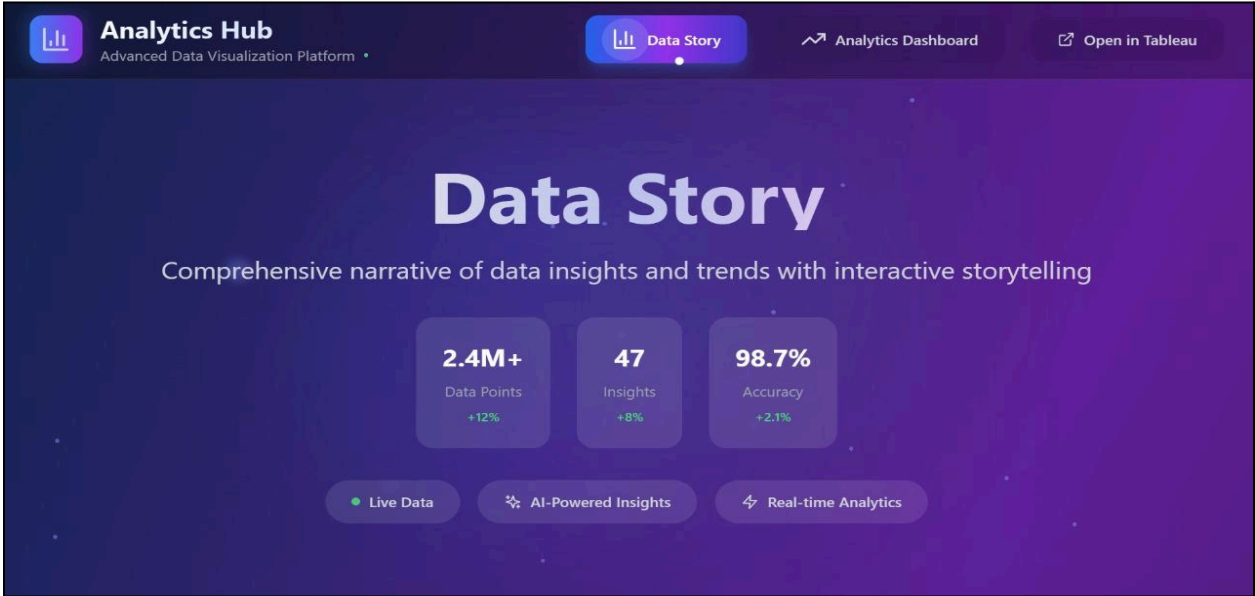 Analytics Hub
Advanced Data Visualization Platform
Data Story
Analytics Dashboard
Open in Tableau
Data Story
Comprehensive narrative of data insights and trends with interactive storytelling
2.4M+
Data Points
+12%
47
Insights
+8%
98.7%
Accuracy
+2.1%
Live Data
AI-Powered Insights
Real-time Analytics